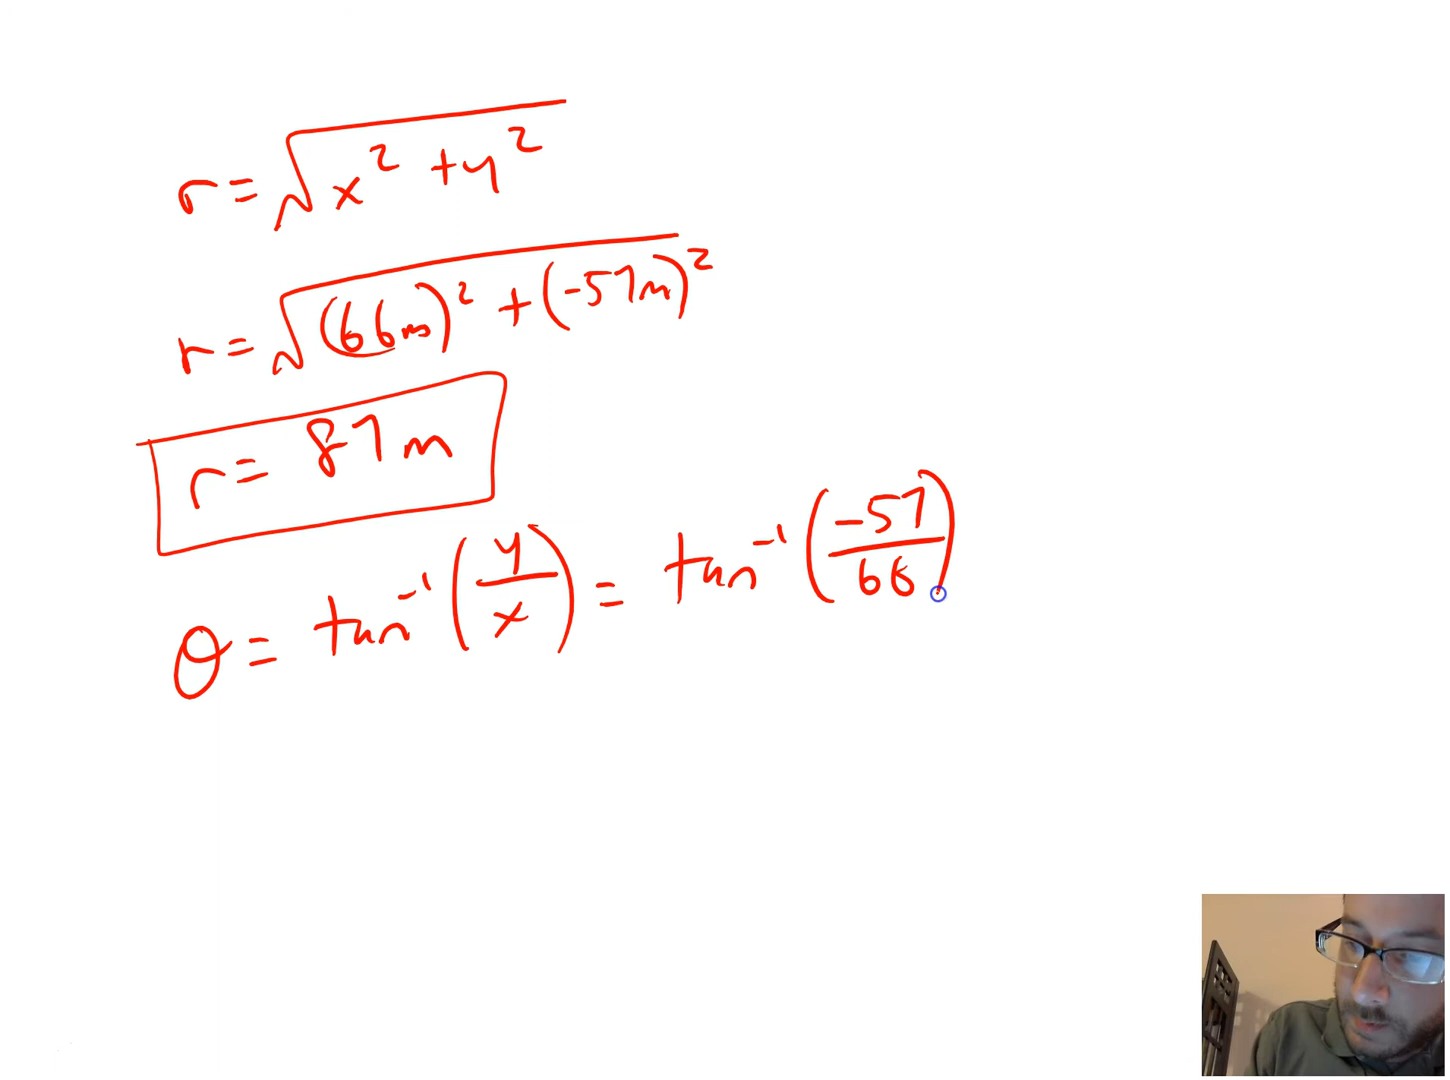 r = √(x² + y²)
r = √((66m)² + (-57m)²)
r = 87m
θ = tan⁻¹(y/x) = tan⁻¹(-57/66)